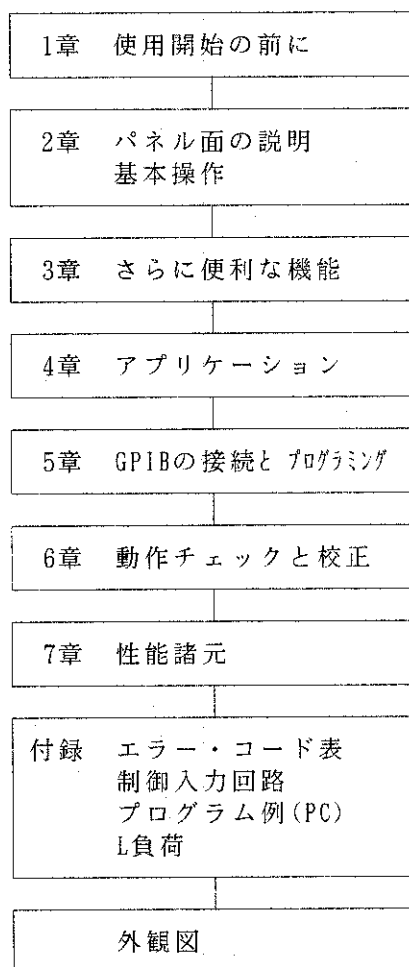 1章 使用開始の前に
2章 パネル面の説明
基本操作
3章 さらに便利な機能
4章 アプリケーション
5章 GPIBの接続と プログラミング
6章 動作チェックと校正
7章 性能諸元
付録 エラー・コード表
制御入力回路
プログラム例(PC)
L負荷
外観図